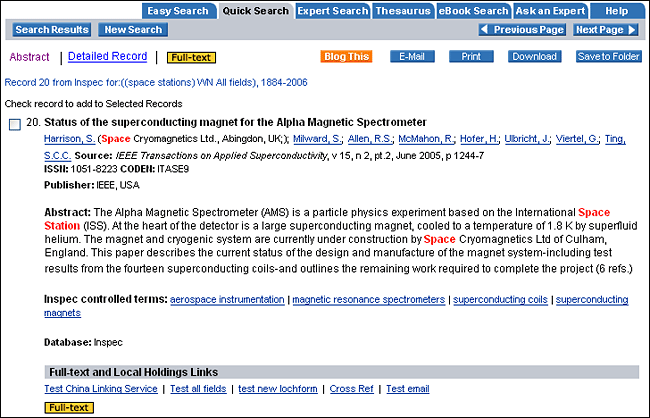 Easy Search Quick Search Expert Search Thesaurus eBook Search Ask an Expert Help
Search Results New Search Previous Page Next Page
Abstract | Detailed Record | Full-text Blog This E-Mail Print Download Save to Folder
Record 20 from Inspec for:((space stations) WN All fields), 1884-2006
Check record to add to Selected Records
20. Status of the superconducting magnet for the Alpha Magnetic Spectrometer
Harrison, S. (Space Cryomagnetics Ltd., Abingdon, UK;); Milward, S.; Allen, R.S.; McMahon, R.; Hofer, H.; Ulbricht, J.; Viertel, G.; Ting,
S.C.C. Source: IEEE Transactions on Applied Superconductivity, v 15, n 2, pt.2, June 2005, p 1244-7
ISSN: 1051-8223 CODEN: ITASE9
Publisher: IEEE, USA
Abstract: The Alpha Magnetic Spectrometer (AMS) is a particle physics experiment based on the International Space
Station (ISS). At the heart of the detector is a large superconducting magnet, cooled to a temperature of 1.8 K by superfluid
helium. The magnet and cryogenic system are currently under construction by Space Cryomagnetics Ltd of Culham,
England. This paper describes the current status of the design and manufacture of the magnet system-including test
results from the fourteen superconducting coils-and outlines the remaining work required to complete the project (6 refs.)
Inspec controlled terms: aerospace instrumentation | magnetic resonance spectrometers | superconducting coils | superconducting
magnets
Database: Inspec
Full-text and Local Holdings Links
Test China Linking Service | Test all fields | test new lochform | Cross Ref | Test email
Full-text